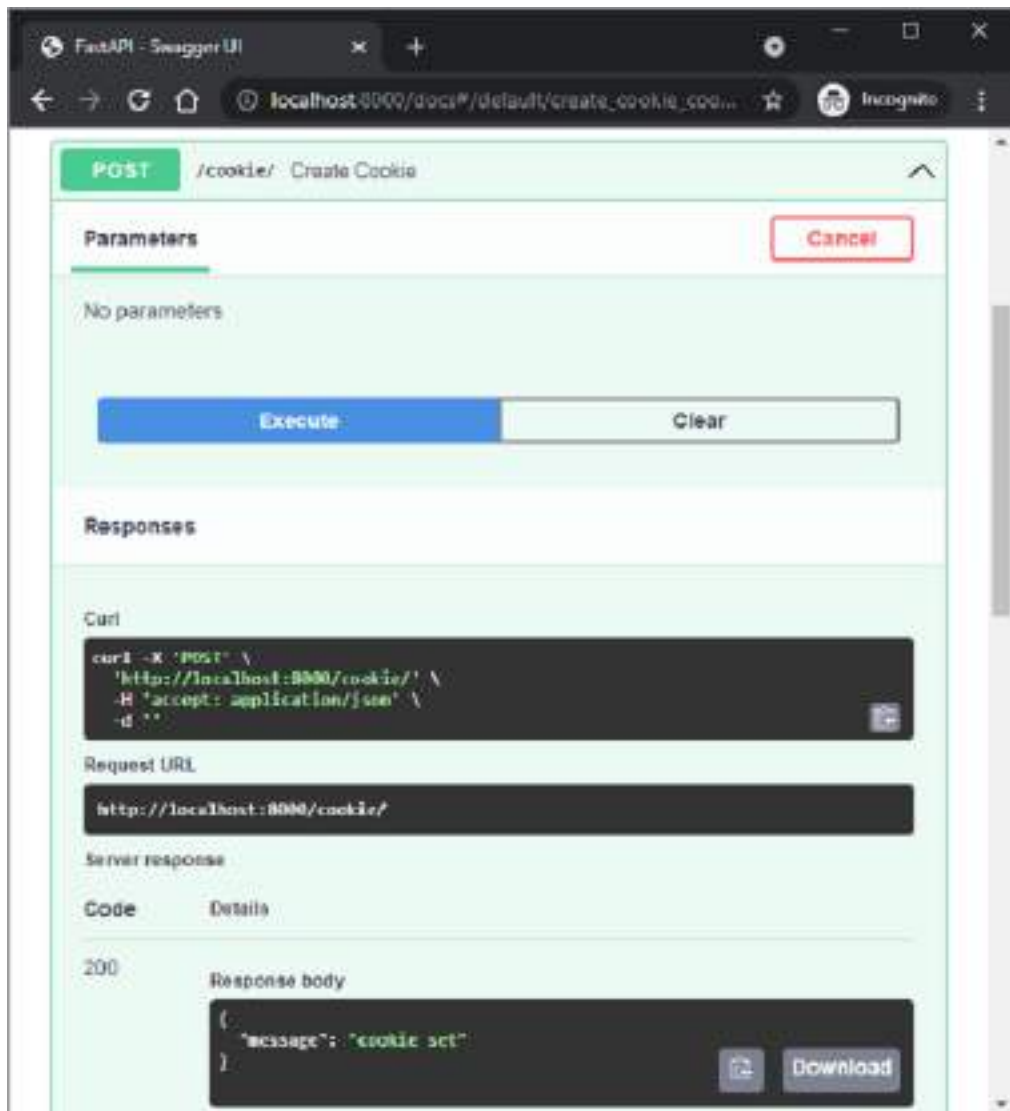 FastAPI - Swagger UI
localhost:8000/docs#/default/create_cookie_coo...
Incognito
POST /cookie/ Create Cookie
Parameters
Cancel
No parameters
Execute
Clear
Responses
Curl
curl -X 'POST' \
'http://localhost:8000/cookie/' \
-H 'accept: application/json' \
-d ''
Request URL
http://localhost:8000/cookie/
Server response
Code Details
200
Response body
{
"message": "cookie set"
}
Download